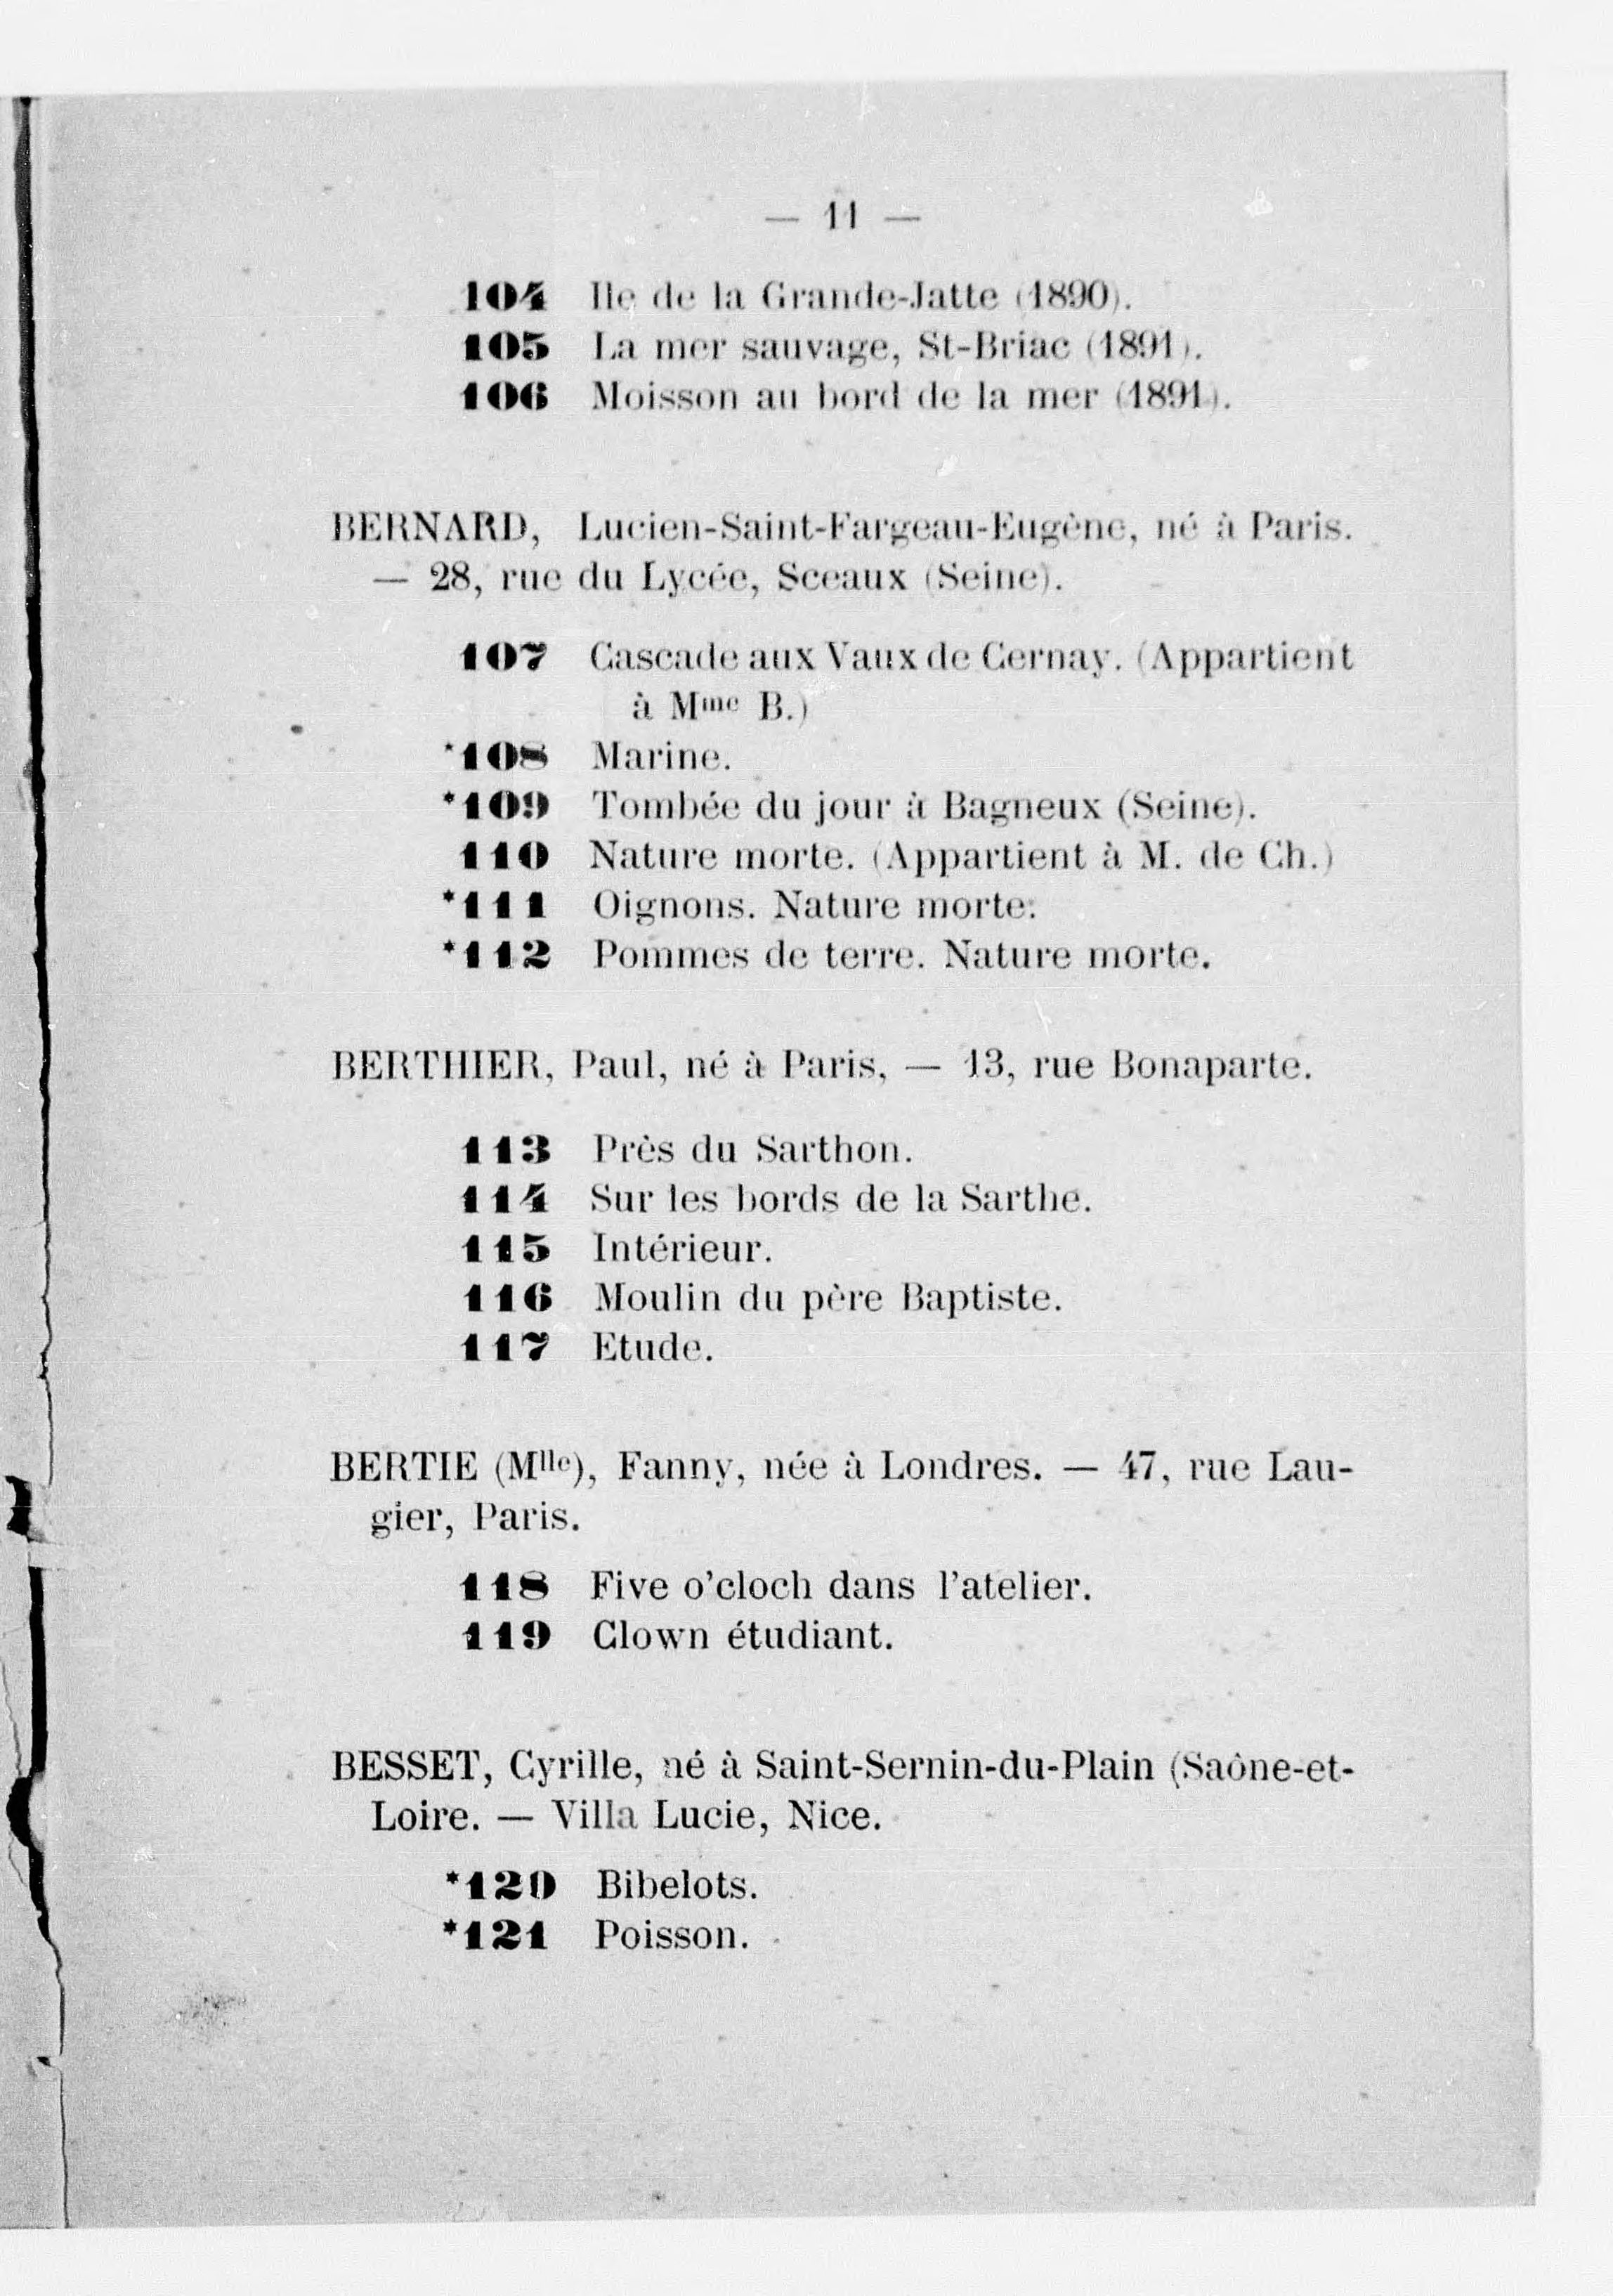 — 11 —
104 Ile de la Grande-Jatte (1890).
105 La mer sauvage, St-Briac (1891).
106 Moisson au bord de la mer (1891).
BERNARD, Lucien-Saint-Fargeau-Eugène, né à Paris.
— 28, rue du Lycée, Sceaux (Seine).
107 Cascade aux Vaux de Cernay. (Appartient
à Mme B.)
*108 Marine.
*109 Tombée du jour à Bagneux (Seine).
110 Nature morte. (Appartient à M. de Ch.)
*111 Oignons. Nature morte.
*112 Pommes de terre. Nature morte.
BERTHIER, Paul, né à Paris, — 13, rue Bonaparte.
113 Près du Sarthon.
114 Sur les bords de la Sarthe.
115 Intérieur.
116 Moulin du père Baptiste.
117 Etude.
BERTIE (Mlle), Fanny, née à Londres. — 47, rue Lau-
gier, Paris.
118 Five o'cloch dans l'atelier.
119 Clown étudiant.
BESSET, Cyrille, né à Saint-Sernin-du-Plain (Saône-et-
Loire. — Villa Lucie, Nice.
*120 Bibelots.
*121 Poisson.